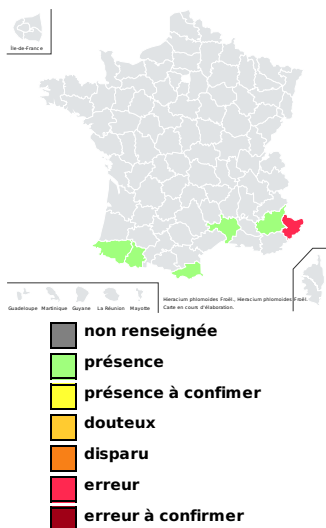 Île-de-France
Guadeloupe Martinique Guyane La Réunion Mayotte
Hieracium phlomoides Froël., Hieracium phlomoides Froël.
Carte en cours d'élaboration.
non renseignée
présence
présence à confimer
douteux
disparu
erreur
erreur à confirmer